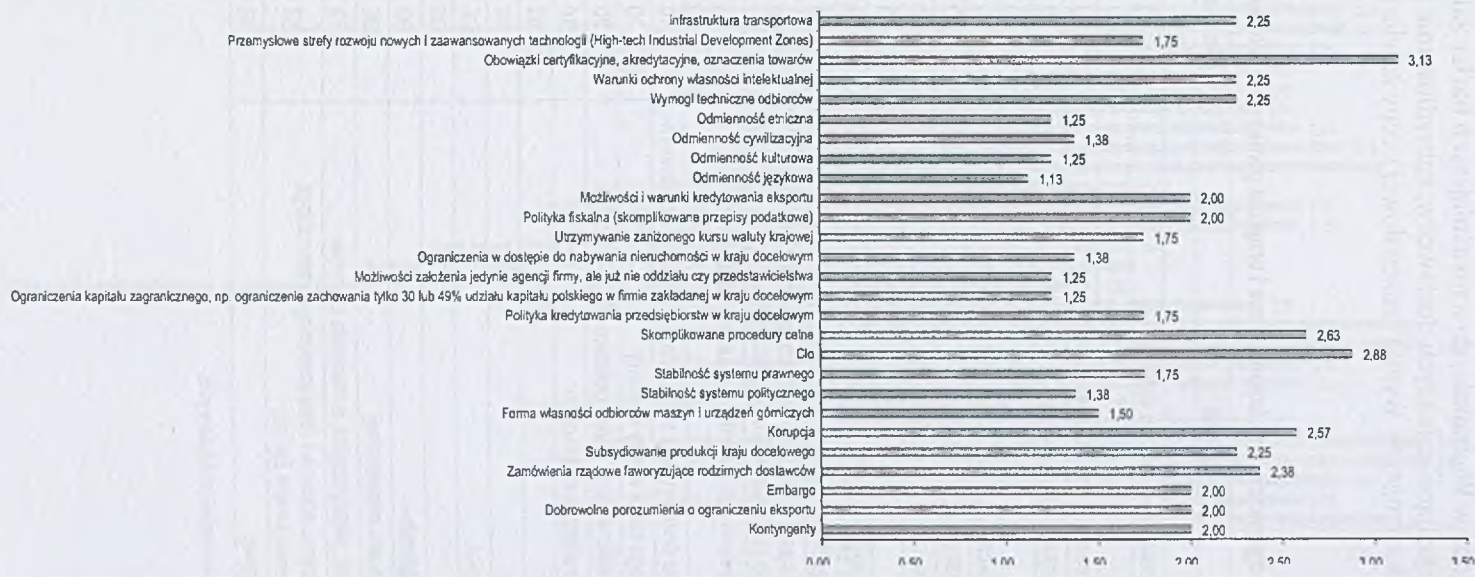 Infrastruktura transportowa 2,25
Przemysłowe strefy rozwoju nowych i zaawansowanych technologii (High-tech Industrial Development Zones) 1,75
Obowiązki certyfikacyjne, akredytacyjne, oznaczenia towarów 3,13
Warunki ochrony własności intelektualnej 2,25
Wymogi techniczne odbiorców 2,25
Odmienność etniczna 1,25
Odmienność cywilizacyjna 1,38
Odmienność kulturowa 1,25
Odmienność językowa 1,13
Możliwości i warunki kredytowania eksportu 2,00
Polityka fiskalna (skomplikowane przepisy podatkowe) 2,00
Utrzymywanie zaniżonego kursu waluty krajowej 1,75
Ograniczenia w dostępie do nabywania nieruchomości w kraju docelowym 1,38
Możliwości założenia jedynie agencji firmy, ale już nie oddziału czy przedstawicielstwa 1,25
Ograniczenia kapitału zagranicznego, np. ograniczenie zachowania tylko 30 lub 49% udziału kapitału polskiego w firmie zakładanej w kraju docelowym 1,25
Polityka kredytowania przedsiębiorstw w kraju docelowym 1,75
Skomplikowane procedury celne 2,63
Cło 2,88
Stabilność systemu prawnego 1,75
Stabilność systemu politycznego 1,38
Forma własności odbiorców maszyn i urządzeń górniczych 1,50
Korupcja 2,57
Subsydiowanie produkcji kraju docelowego 2,25
Zamówienia rządowe faworyzujące rodzimych dostawców 2,38
Embargo 2,00
Dobrowolne porozumienia o ograniczeniu eksportu 2,00
Kontyngenty 2,00
0,00 0,50 1,00 1,50 2,00 2,50 3,00 3,50